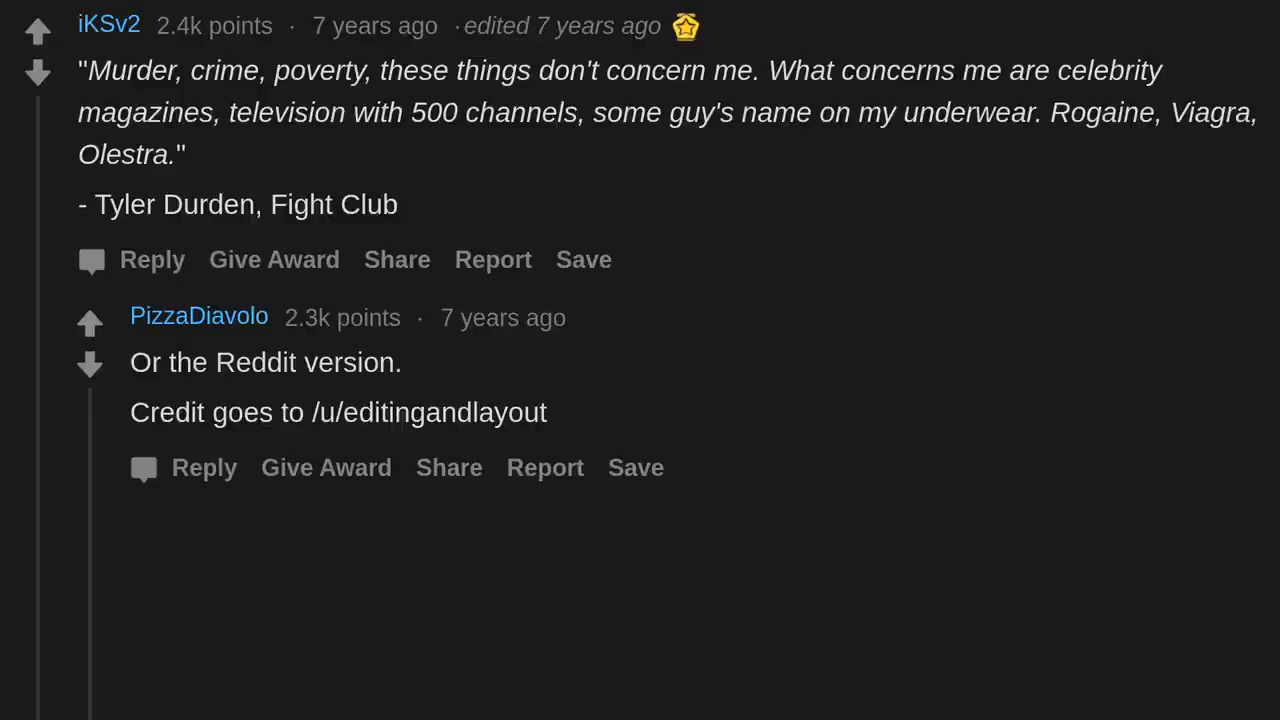 iKSv2 2.4k points · 7 years ago · edited 7 years ago
"Murder, crime, poverty, these things don't concern me. What concerns me are celebrity
magazines, television with 500 channels, some guy's name on my underwear. Rogaine, Viagra,
Olestra."
- Tyler Durden, Fight Club
Reply Give Award Share Report Save
PizzaDiavolo 2.3k points · 7 years ago
Or the Reddit version.
Credit goes to /u/editingandlayout
Reply Give Award Share Report Save